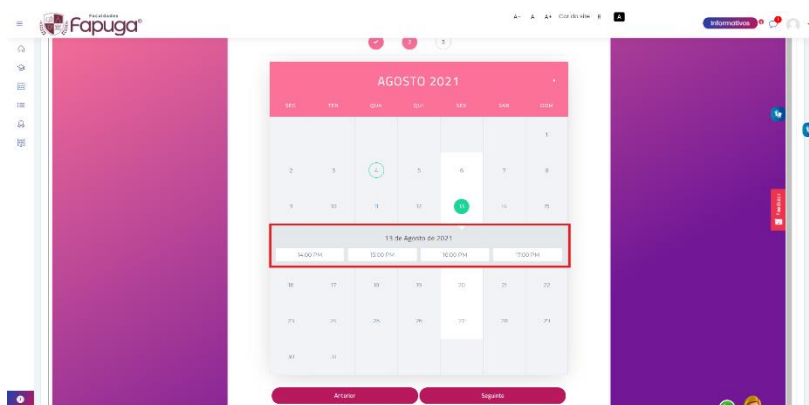 Faculdades
Fapuga®
A- A A+ Cor do site R A
Informativos
2 3
AGOSTO 2021
SEG TER QUA QUI SEX SAB DOM
1
2 3 4 5 6 7 8
9 10 11 12 13 14 15
13 de Agosto de 2021
14:00 PM 15:00 PM 16:00 PM 17:00 PM
16 17 18 19 20 21 22
23 24 25 26 27 28 29
30 31
Anterior Seguinte
Feedback